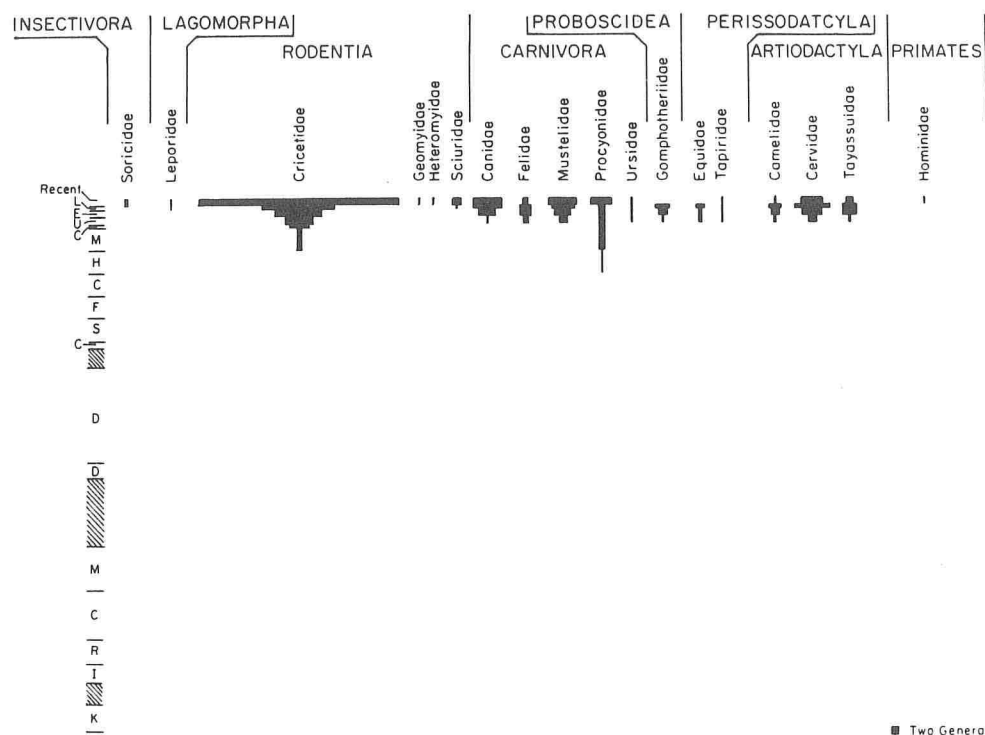 INSECTIVORA
LAGOMORPHA
PROBOSCIDEA
PERISSODATCYLA
RODENTIA
CARNIVORA
ARTIODACTYLA
PRIMATES
Soricidae
Leporidae
Cricetidae
Geomyidae
Heteromyidae
Sciuridae
Canidae
Felidae
Mustelidae
Procyonidae
Ursidae
Gomphotheriidae
Equidae
Tapiridae
Camelidae
Cervidae
Tayassuidae
Hominidae
Recent
L
E
U
C
M
H
C
F
S
C
D
D
M
C
R
I
K
Two Genera